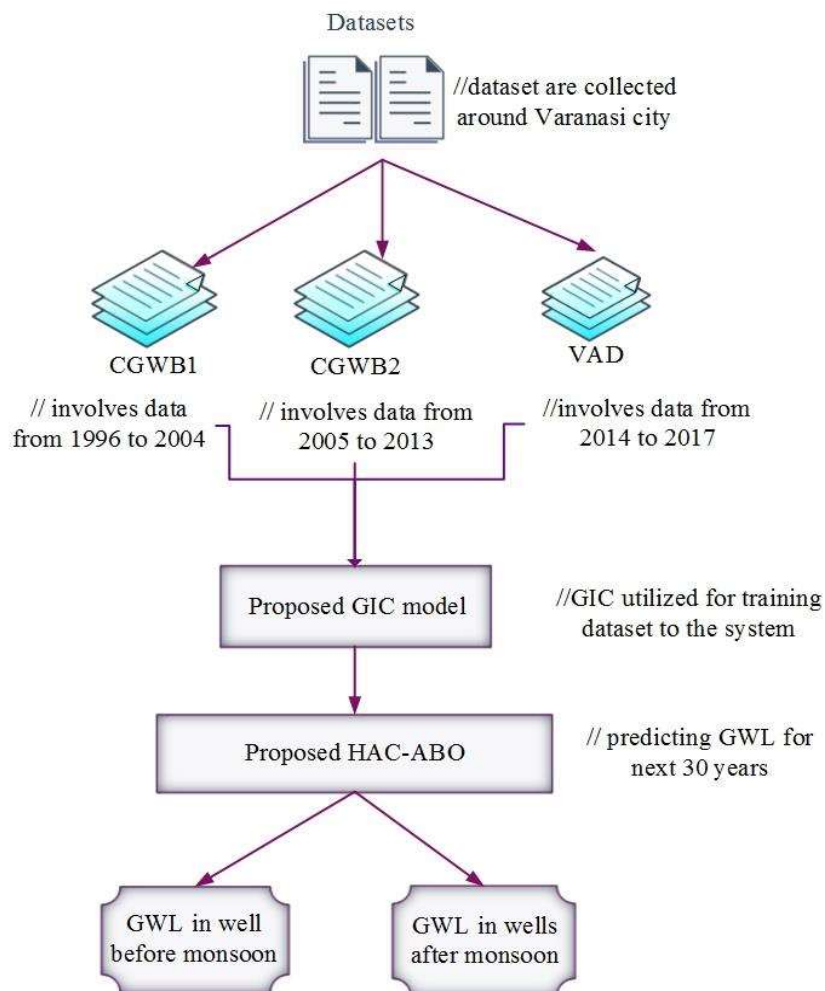 Datasets
//dataset are collected
around Varanasi city
CGWB1
CGWB2
VAD
// involves data
from 1996 to 2004
// involves data from
2005 to 2013
//involves data from
2014 to 2017
Proposed GIC model
//GIC utilized for training
dataset to the system
Proposed HAC-ABO
// predicting GWL for
next 30 years
GWL in well
before monsoon
GWL in wells
after monsoon